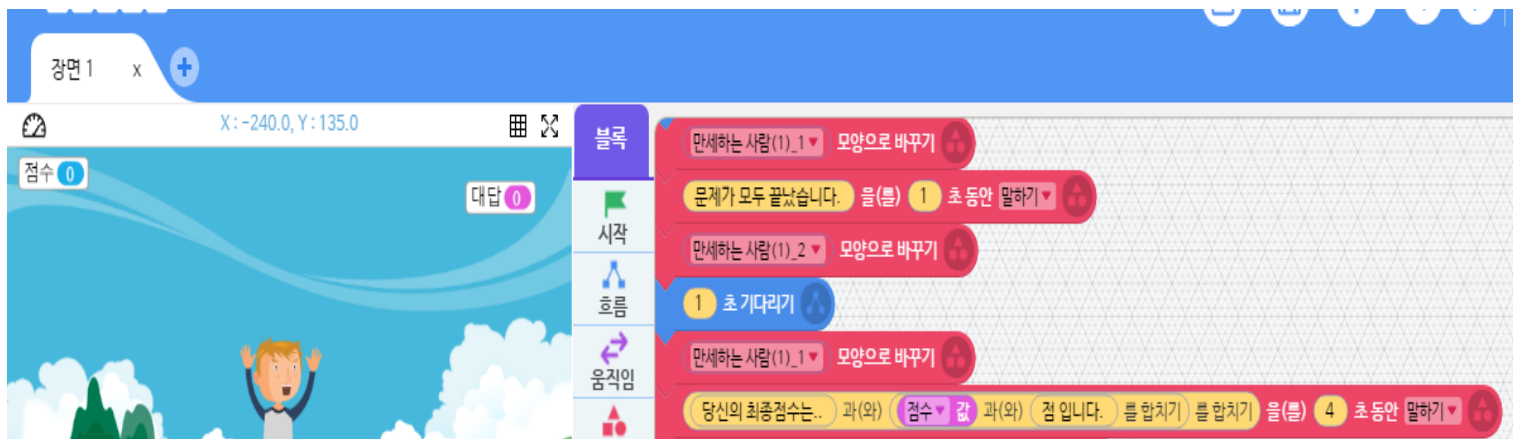 장면 1 x
X : -240.0, Y : 135.0
점수 0
대답 0
블록
시작
흐름
움직임
만세하는 사람(1)_1 모양으로 바꾸기
문제가 모두 끝났습니다. 을(를) 1 초 동안 말하기
만세하는 사람(1)_2 모양으로 바꾸기
1 초 기다리기
만세하는 사람(1)_1 모양으로 바꾸기
당신의 최종점수는.. 과(와) 점수 값 과(와) 점 입니다. 를 합치기 를 합치기 을(를) 4 초 동안 말하기